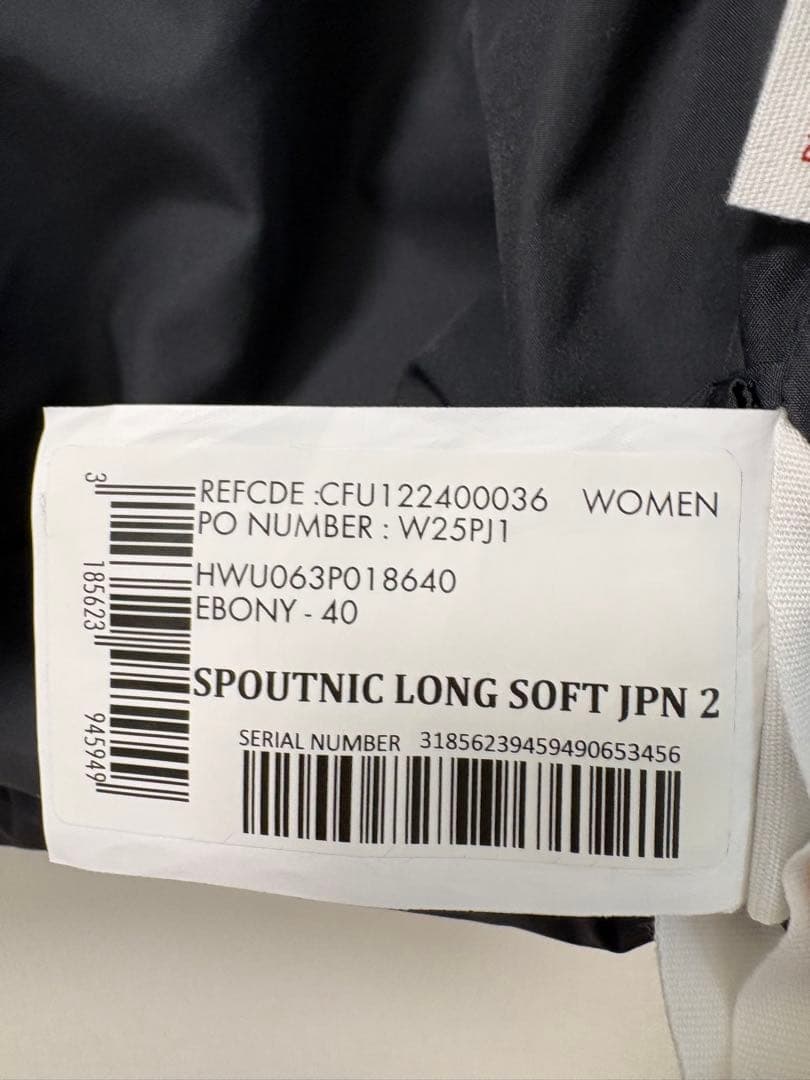 REFCDE :CFU122400036 WOMEN
PO NUMBER : W25PJ1
HWU063P018640
EBONY - 40
SPOUTNIC LONG SOFT JPN 2
SERIAL NUMBER 31856239459490653456
3 185623 945949